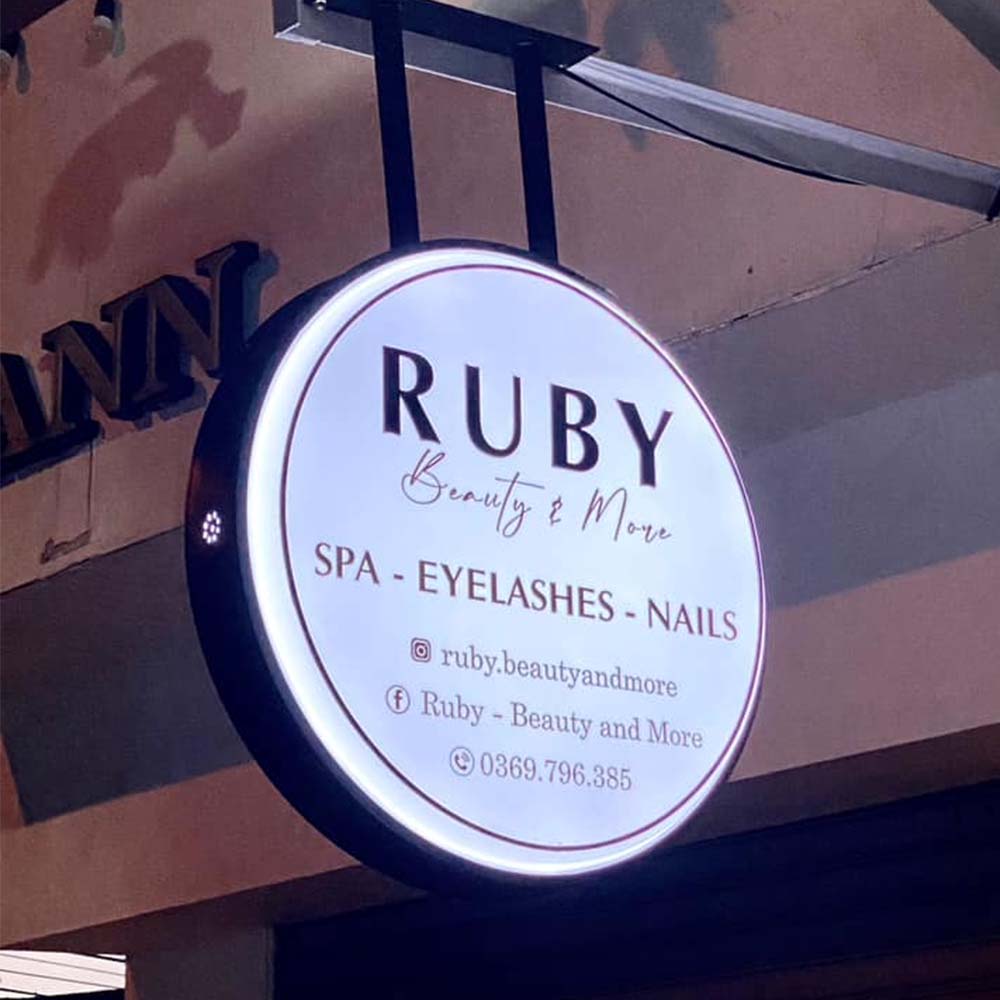 RUBY
Beauty & More
SPA - EYELASHES - NAILS
ruby.beautyandmore
Ruby - Beauty and More
0369.796.385